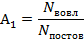 A₁ = Nвовл / Nпостов